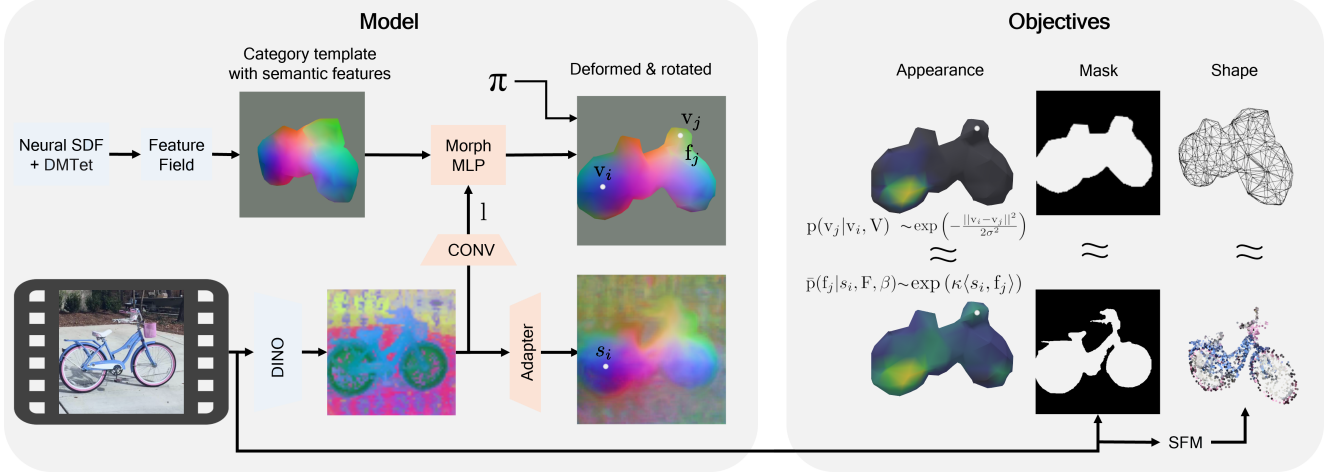 Model
Objectives
Category template
with semantic features
π
Deformed & rotated
Appearance
Mask
Shape
Neural SDF
+ DMTet
Feature
Field
Morph
MLP
v_j
f_j
v_i
l
CONV
p(v_j|v_i, V) ~exp(−||v_i−v_j||²/2σ²)
≈ ≈ ≈
p̄(f_j|s_i, F, β)~exp(κ⟨s_i, f_j⟩)
DINO
Adapter
s_i
SFM